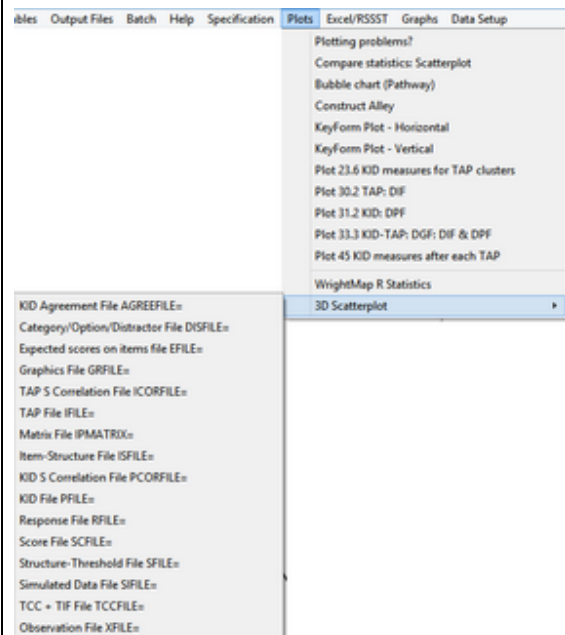 ables Output Files Batch Help Specification Plots Excel/RSSST Graphs Data Setup
Plotting problems?
Compare statistics: Scatterplot
Bubble chart (Pathway)
Construct Alley
KeyForm Plot - Horizontal
KeyForm Plot - Vertical
Plot 23.6 KID measures for TAP clusters
Plot 30.2 TAP: DIF
Plot 31.2 KID: DPF
Plot 33.3 KID-TAP: DGF: DIF & DPF
Plot 45 KID measures after each TAP
WrightMap R Statistics
3D Scatterplot
KID Agreement File AGREEFILE=
Category/Option/Distractor File DISFILE=
Expected scores on items file EFILE=
Graphics File GRFILE=
TAP S Correlation File ICORFILE=
TAP File IFILE=
Matrix File IPMATRIX=
Item-Structure File ISFILE=
KID S Correlation File PCORFILE=
KID File PFILE=
Response File RFILE=
Score File SCFILE=
Structure-Threshold File SFILE=
Simulated Data File SIFILE=
TCC + TIF File TCCFILE=
Observation File XFILE=